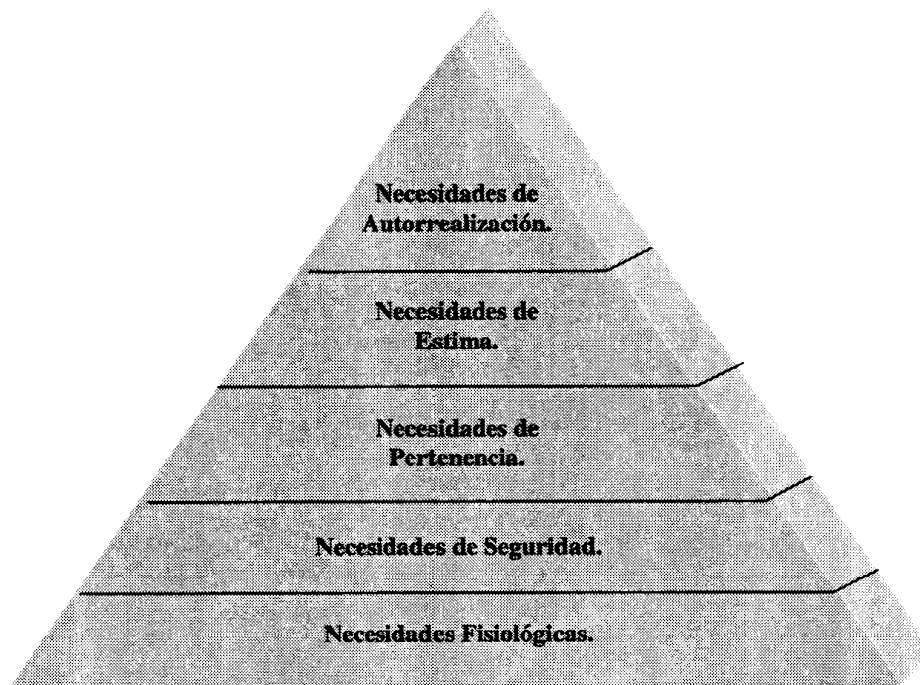 Necesidades de
Autorrealización.
Necesidades de
Estima.
Necesidades de
Pertenencia.
Necesidades de Seguridad.
Necesidades Fisiológicas.